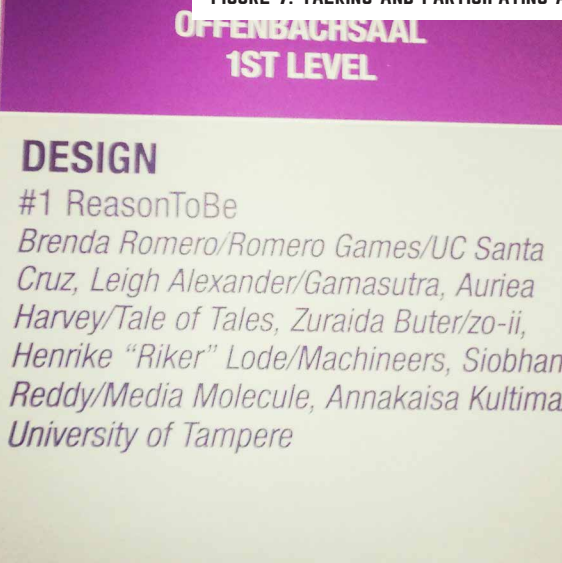 OFFENBACHSAAL
1ST LEVEL
DESIGN
#1 ReasonToBe
Brenda Romero/Romero Games/UC Santa
Cruz, Leigh Alexander/Gamasutra, Auriea
Harvey/Tale of Tales, Zuraida Buter/zo-ii,
Henrike “Riker” Lode/Machineers, Siobhan
Reddy/Media Molecule, Annakaisa Kultima
University of Tampere